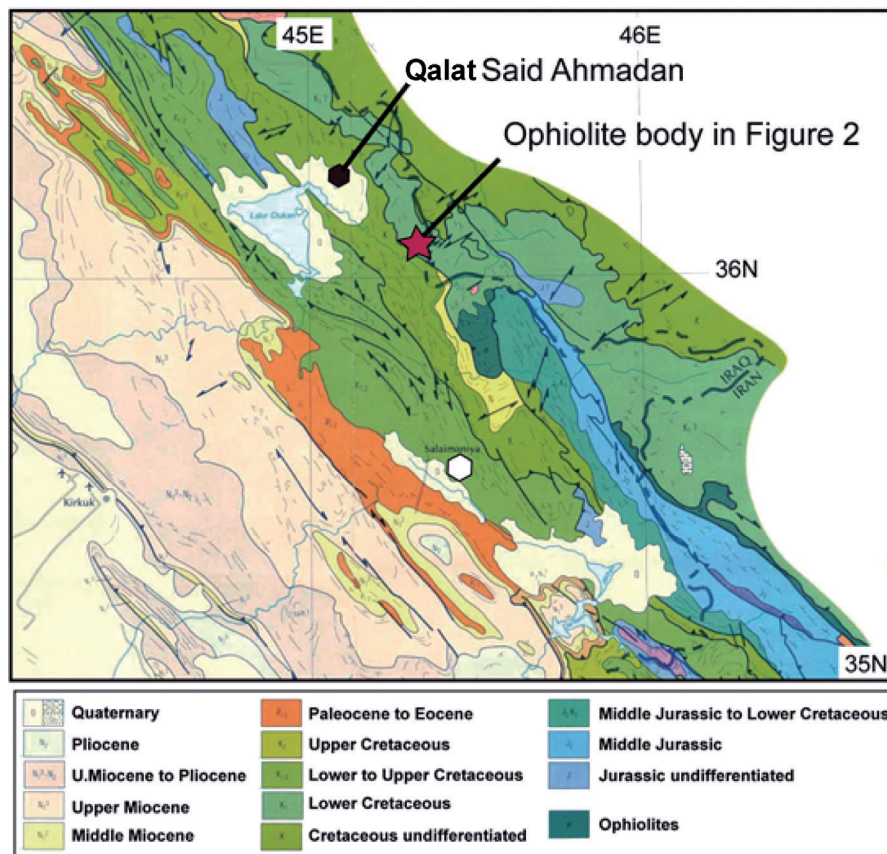 45E
46E
Qalat Said Ahmadan
Ophiolite body in Figure 2
Lake Dukan
36N
IRAQ
IRAN
Salaimaniya
Kirkuk
35N
Q Quaternary
Pliocene
U.Miocene to Pliocene
Upper Miocene
Middle Miocene
Paleocene to Eocene
Upper Cretaceous
Lower to Upper Cretaceous
Lower Cretaceous
K Cretaceous undifferentiated
Middle Jurassic to Lower Cretaceous
Middle Jurassic
J Jurassic undifferentiated
Ophiolites